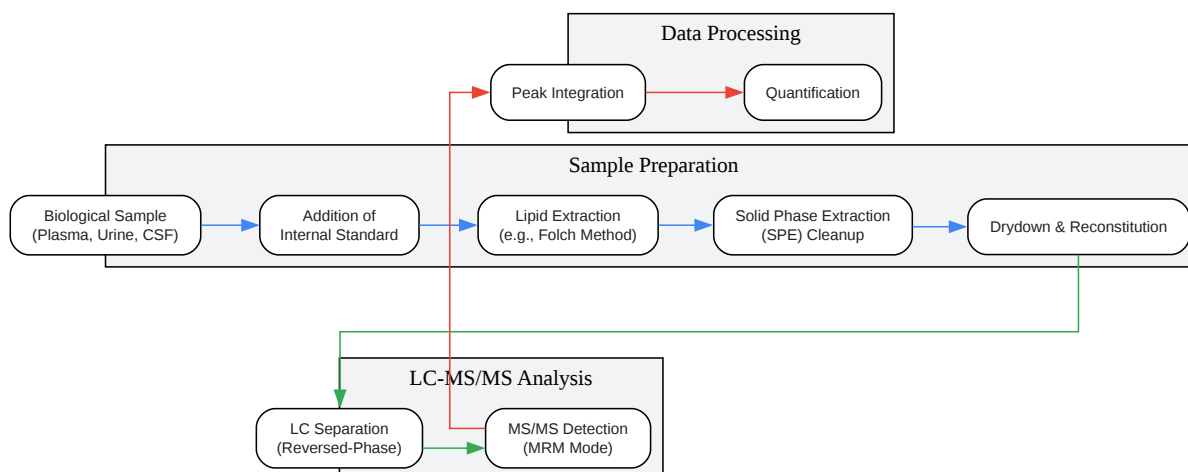 Data Processing
Peak Integration
Quantification
Sample Preparation
Biological Sample
(Plasma, Urine, CSF)
Addition of
Internal Standard
Lipid Extraction
(e.g., Folch Method)
Solid Phase Extraction
(SPE) Cleanup
Drydown & Reconstitution
LC-MS/MS Analysis
LC Separation
(Reversed-Phase)
MS/MS Detection
(MRM Mode)